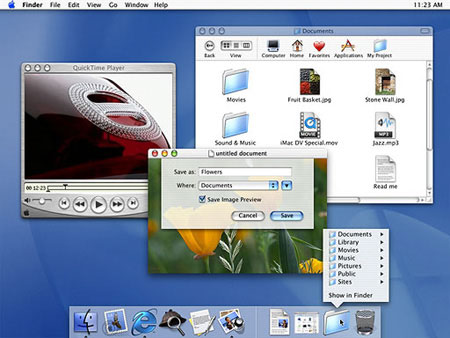 Finder File Edit View Go Window Help 11:23 AM
Documents
Back View Computer Home Favorites Applications My Project
Movies Fruit Basket.jpg Stone Wall.jpg
Sound & Music iMac DV Special.mov Jazz.mp3
MOVIE MP3
Read me
QuickTime Player
00:12:23
untitled document
Save as: Flowers
Where: Documents
Save Image Preview
Cancel Save
Documents
Library
Movies
Music
Pictures
Public
Sites
Show in Finder